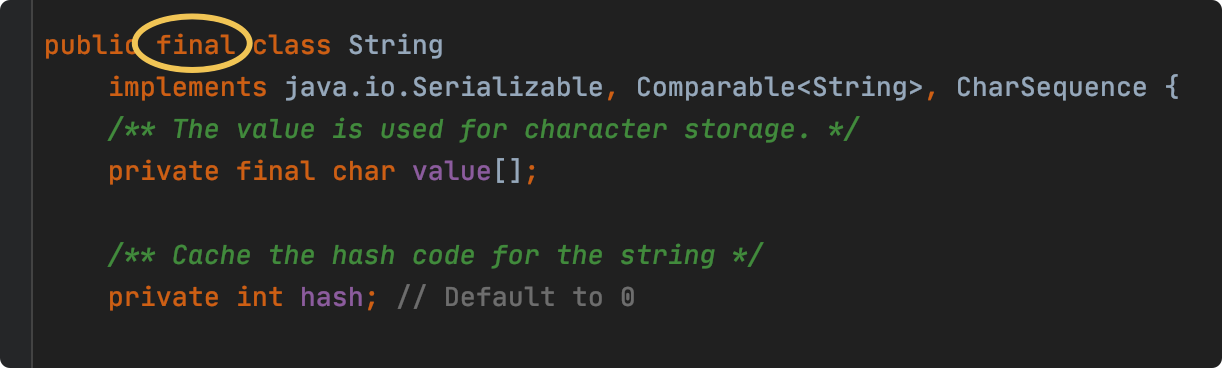 public final class String
implements java.io.Serializable, Comparable<String>, CharSequence {
/** The value is used for character storage. */
private final char value[];
/** Cache the hash code for the string */
private int hash; // Default to 0